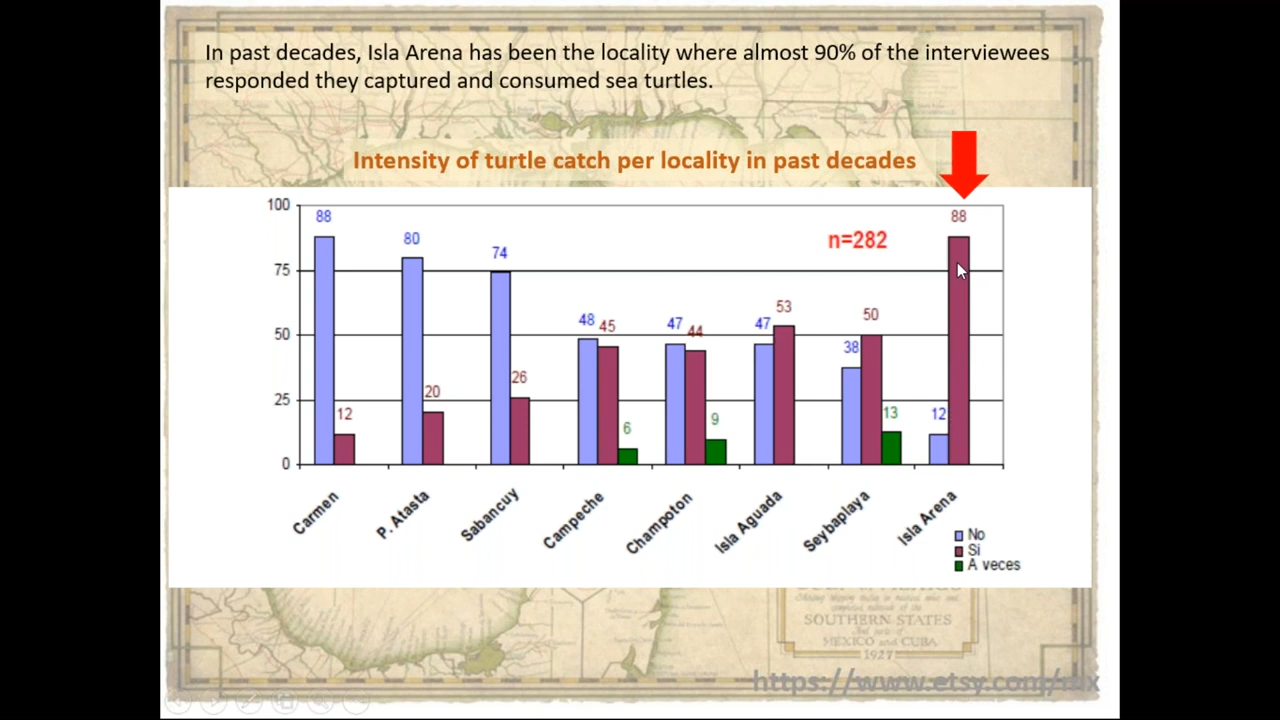 In past decades, Isla Arena has been the locality where almost 90% of the interviewees
responded they captured and consumed sea turtles.
Intensity of turtle catch per locality in past decades
100
75
50
25
0
n=282
88
12
80
20
74
26
48
45
6
47
44
9
47
53
38
50
13
12
88
Carmen
P. Atasta
Sabancuy
Campeche
Champoton
Isla Aguada
Seybaplaya
Isla Arena
No
Si
A veces
SOUTHERN STATES
And parts of
MEXICO and CUBA
1927
https://www.etsy.com/mx